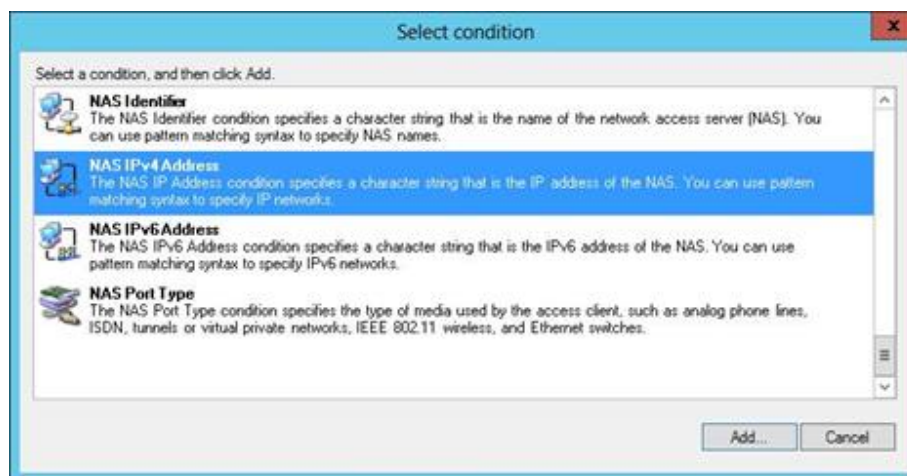 Select condition
x
Select a condition, and then click Add.
NAS Identifier
The NAS Identifier condition specifies a character string that is the name of the network access server (NAS). You
can use pattern matching syntax to specify NAS names.
NAS IPv4 Address
The NAS IP Address condition specifies a character string that is the IP address of the NAS. You can use pattern
matching syntax to specify IP networks.
NAS IPv6 Address
The NAS IPv6 Address condition specifies a character string that is the IPv6 address of the NAS. You can use
pattern matching syntax to specify IPv6 networks.
NAS Port Type
The NAS Port Type condition specifies the type of media used by the access client, such as analog phone lines,
ISDN, tunnels or virtual private networks, IEEE 802.11 wireless, and Ethernet switches.
Add... Cancel